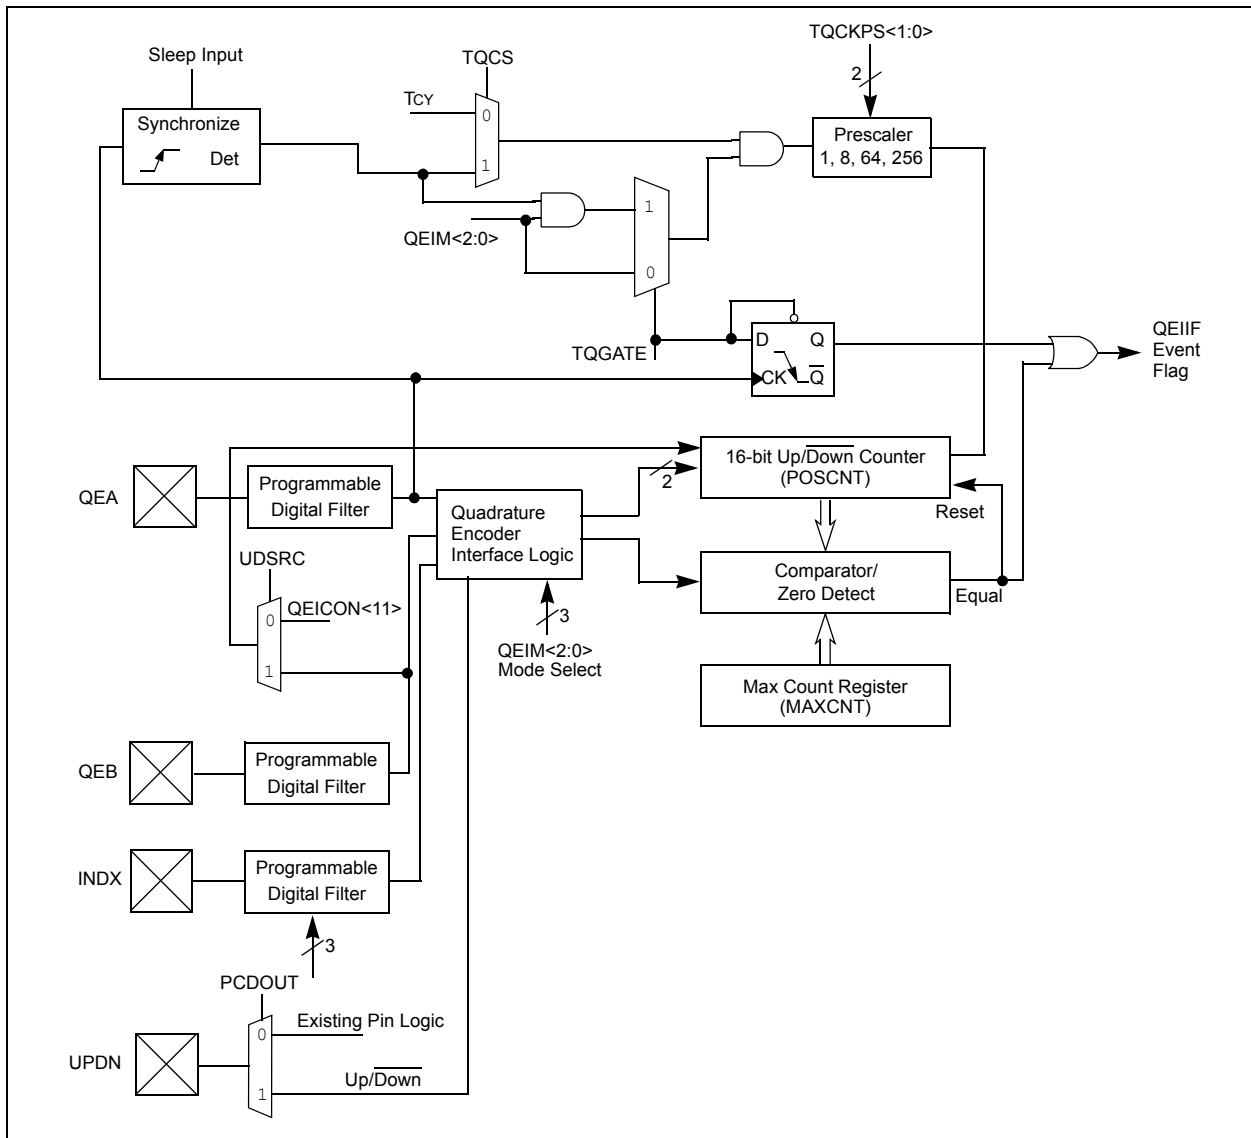 TQCKPS<1:0>
Sleep Input
TQCS
2
TCY
0
Synchronize
Det
1
Prescaler
1, 8, 64, 256
1
QEIM<2:0>
0
D Q
TQGATE
CK Q̅
QEIIF
Event
Flag
16-bit Up/D̅o̅w̅n̅ Counter
(POSCNT)
2
QEA
Programmable
Digital Filter
Quadrature
Encoder
Interface Logic
Reset
UDSRC
Comparator/
Zero Detect
Equal
0
QEICON<11>
3
1
QEIM<2:0>
Mode Select
Max Count Register
(MAXCNT)
QEB
Programmable
Digital Filter
INDX
Programmable
Digital Filter
3
PCDOUT
Existing Pin Logic
0
UPDN
Up/D̅o̅w̅n̅
1